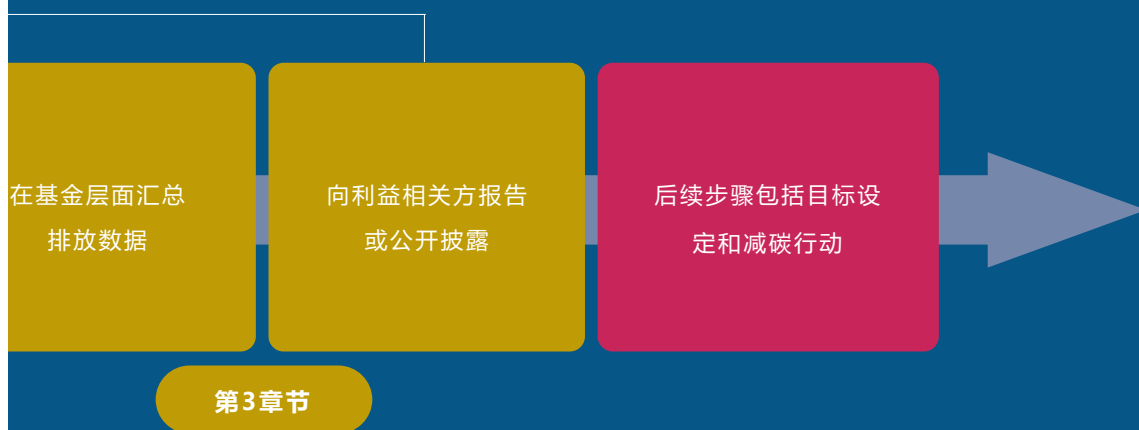 在基金层面汇总
排放数据
向利益相关方报告
或公开披露
后续步骤包括目标设
定和减碳行动
第3章节